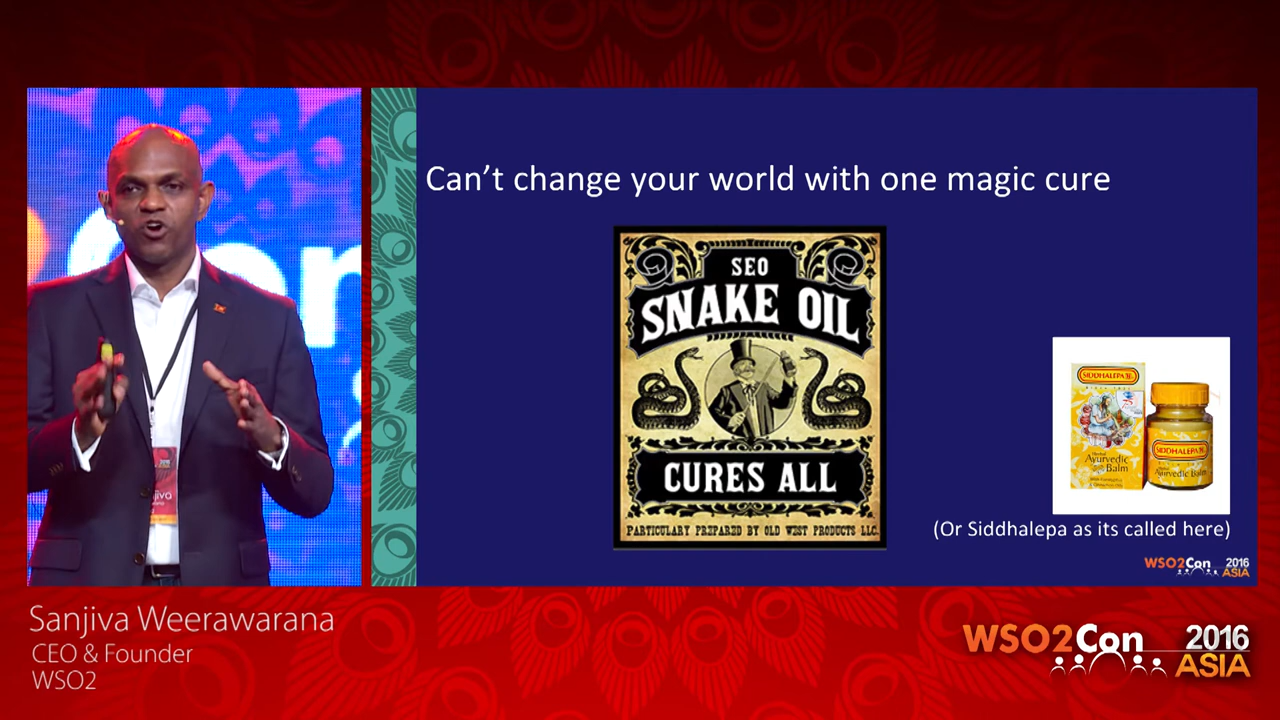 Can't change your world with one magic cure
SEO
SNAKE OIL
CURES ALL
PARTICULARY PREPARED BY OLD WEST PRODUCTS LLC.
SIDDHALEPA
Herbal
Ayurvedic
Balm
SIDDHALEPA
Ayurvedic Balm
(Or Siddhalepa as its called here)
WSO2Con 2016
ASIA
Sanjiva Weerawarana
CEO & Founder
WSO2
WSO2Con 2016
ASIA